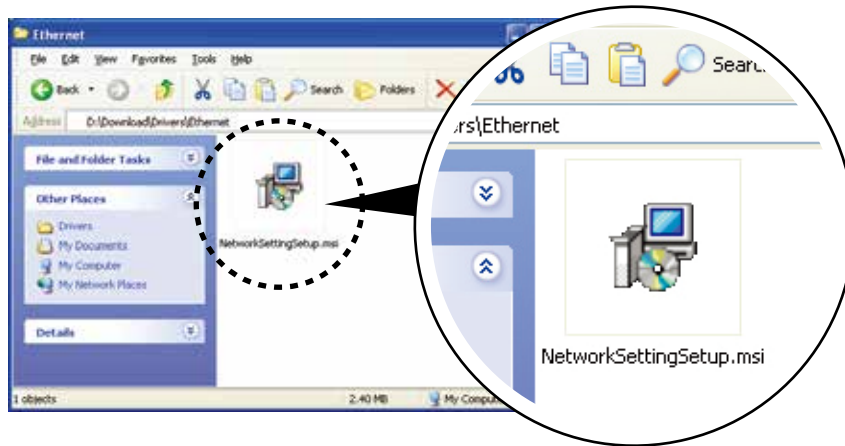 Ethernet
File Edit View Favorites Tools Help
Back Search Folders
Address D:\Download\Drivers\Ethernet
File and Folder Tasks
Other Places
Drivers
My Documents
My Computer
My Network Places
Details
NetworkSettingSetup.msi
1 objects 2.40 MB My Comput
Searc
rs\Ethernet
NetworkSettingSetup.msi